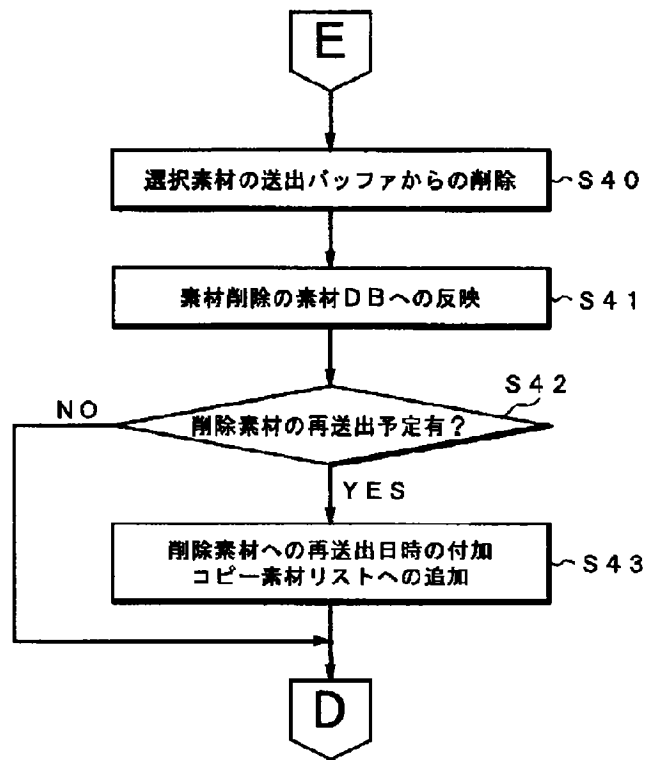 E
選択素材の送出バッファからの削除
S40
素材削除の素材DBへの反映
S41
S42
NO
削除素材の再送出予定有?
YES
削除素材への再送出日時の付加
コピー素材リストへの追加
S43
D